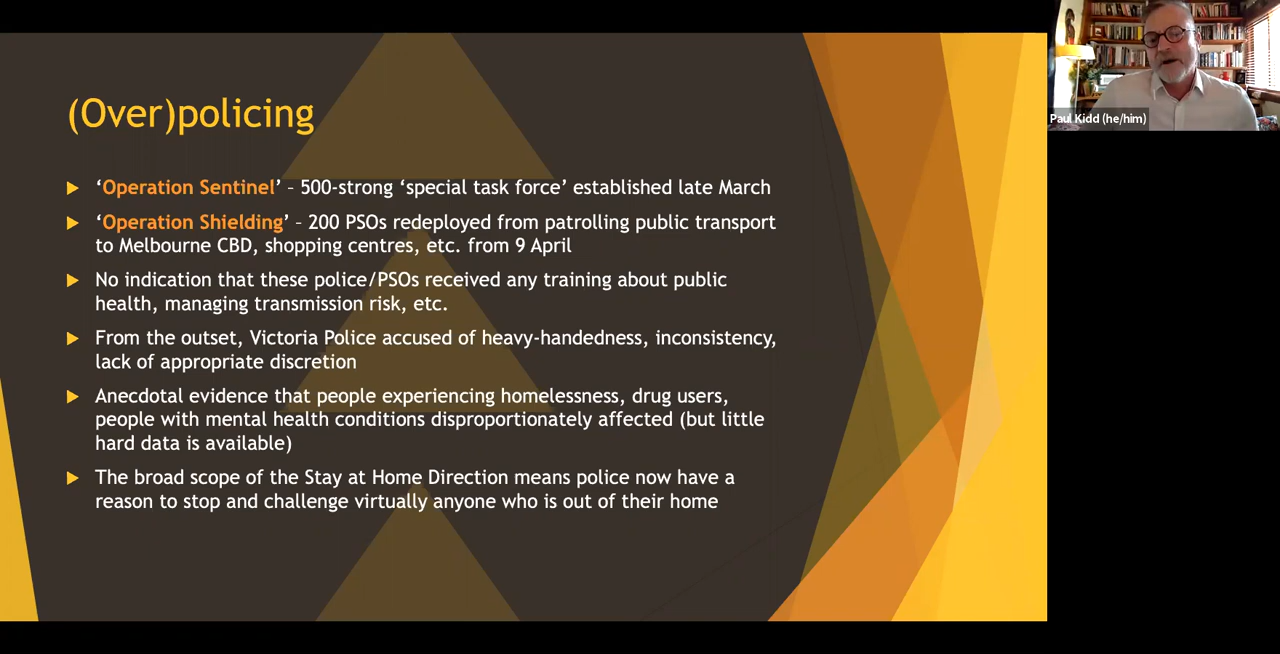 (Over)policing
‘Operation Sentinel’ – 500-strong ‘special task force’ established late March
‘Operation Shielding’ – 200 PSOs redeployed from patrolling public transport
to Melbourne CBD, shopping centres, etc. from 9 April
No indication that these police/PSOs received any training about public
health, managing transmission risk, etc.
From the outset, Victoria Police accused of heavy-handedness, inconsistency,
lack of appropriate discretion
Anecdotal evidence that people experiencing homelessness, drug users,
people with mental health conditions disproportionately affected (but little
hard data is available)
The broad scope of the Stay at Home Direction means police now have a
reason to stop and challenge virtually anyone who is out of their home
Paul Kidd (he/him)